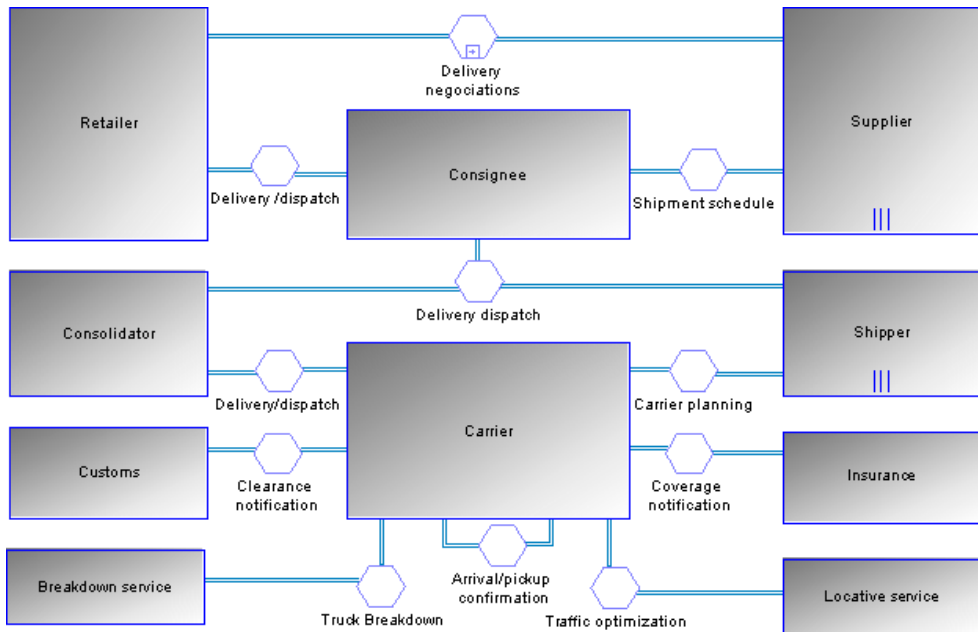 Delivery
negociations
Retailer
Supplier
Consignee
Delivery /dispatch
Shipment schedule
Consolidator
Delivery dispatch
Shipper
Delivery/dispatch
Carrier planning
Carrier
Customs
Clearance
notification
Coverage
notification
Insurance
Breakdown service
Arrival/pickup
confirmation
Locative service
Truck Breakdown
Traffic optimization